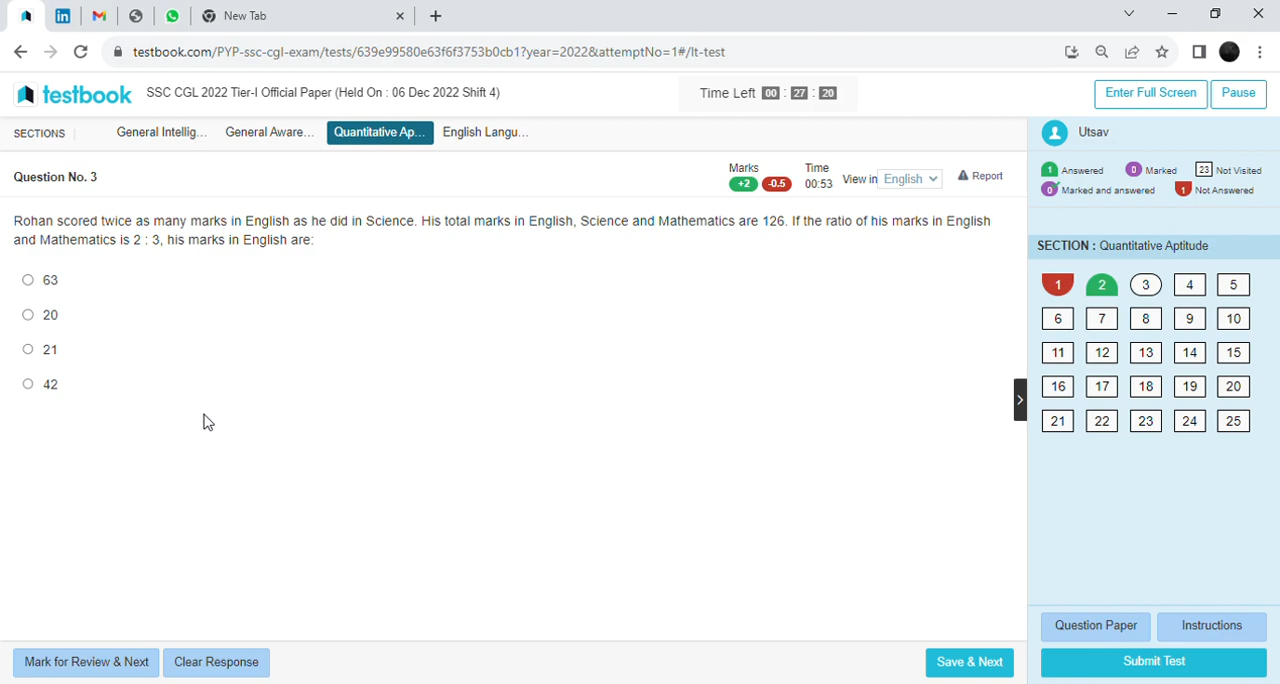 New Tab
testbook.com/PYP-ssc-cgl-exam/tests/639e99580e63f6f3753b0cb1?year=2022&attemptNo=1#/lt-test
testbook
SSC CGL 2022 Tier-I Official Paper (Held On : 06 Dec 2022 Shift 4)
Time Left 00 : 27 : 20
Enter Full Screen
Pause
SECTIONS
General Intellig...
General Aware...
Quantitative Ap...
English Langu...
Utsav
Question No. 3
Marks
+2 -0.5
Time
00:53
View in English
Report
1 Answered
0 Marked
23 Not Visited
0 Marked and answered
1 Not Answered
Rohan scored twice as many marks in English as he did in Science. His total marks in English, Science and Mathematics are 126. If the ratio of his marks in English
and Mathematics is 2 : 3, his marks in English are:
63
20
21
42
SECTION : Quantitative Aptitude
1 2 3 4 5
6 7 8 9 10
11 12 13 14 15
16 17 18 19 20
21 22 23 24 25
Question Paper
Instructions
Mark for Review & Next
Clear Response
Save & Next
Submit Test